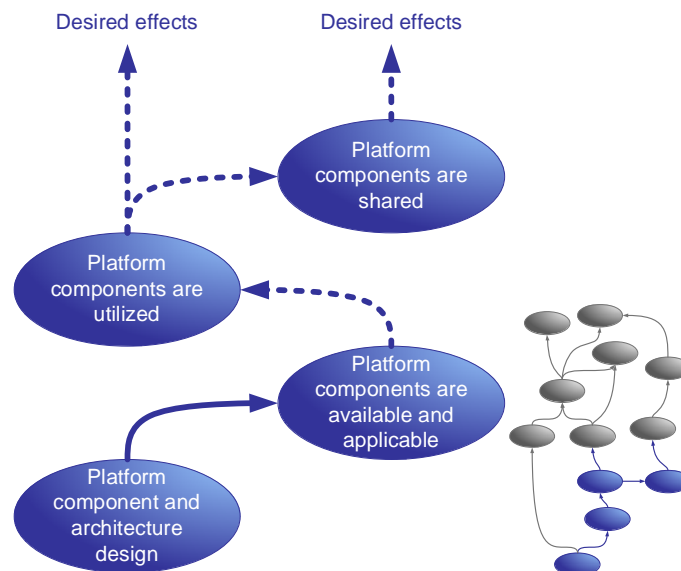 Desired effects
Desired effects
Platform
components are
shared
Platform
components are
utilized
Platform
components are
available and
applicable
Platform
component and
architecture
design